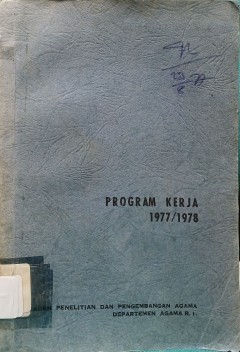 PROGRAM KERJA
1977/1978
PENELITIAN DAN PENGEMBANGAN AGAMA
DEPARTEMEN AGAMA R. I.